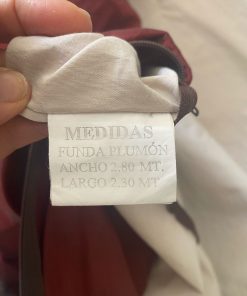 MEDIDAS
FUNDA PLUMÓN
ANCHO 2.80 MT.
LARGO 2.30 MT